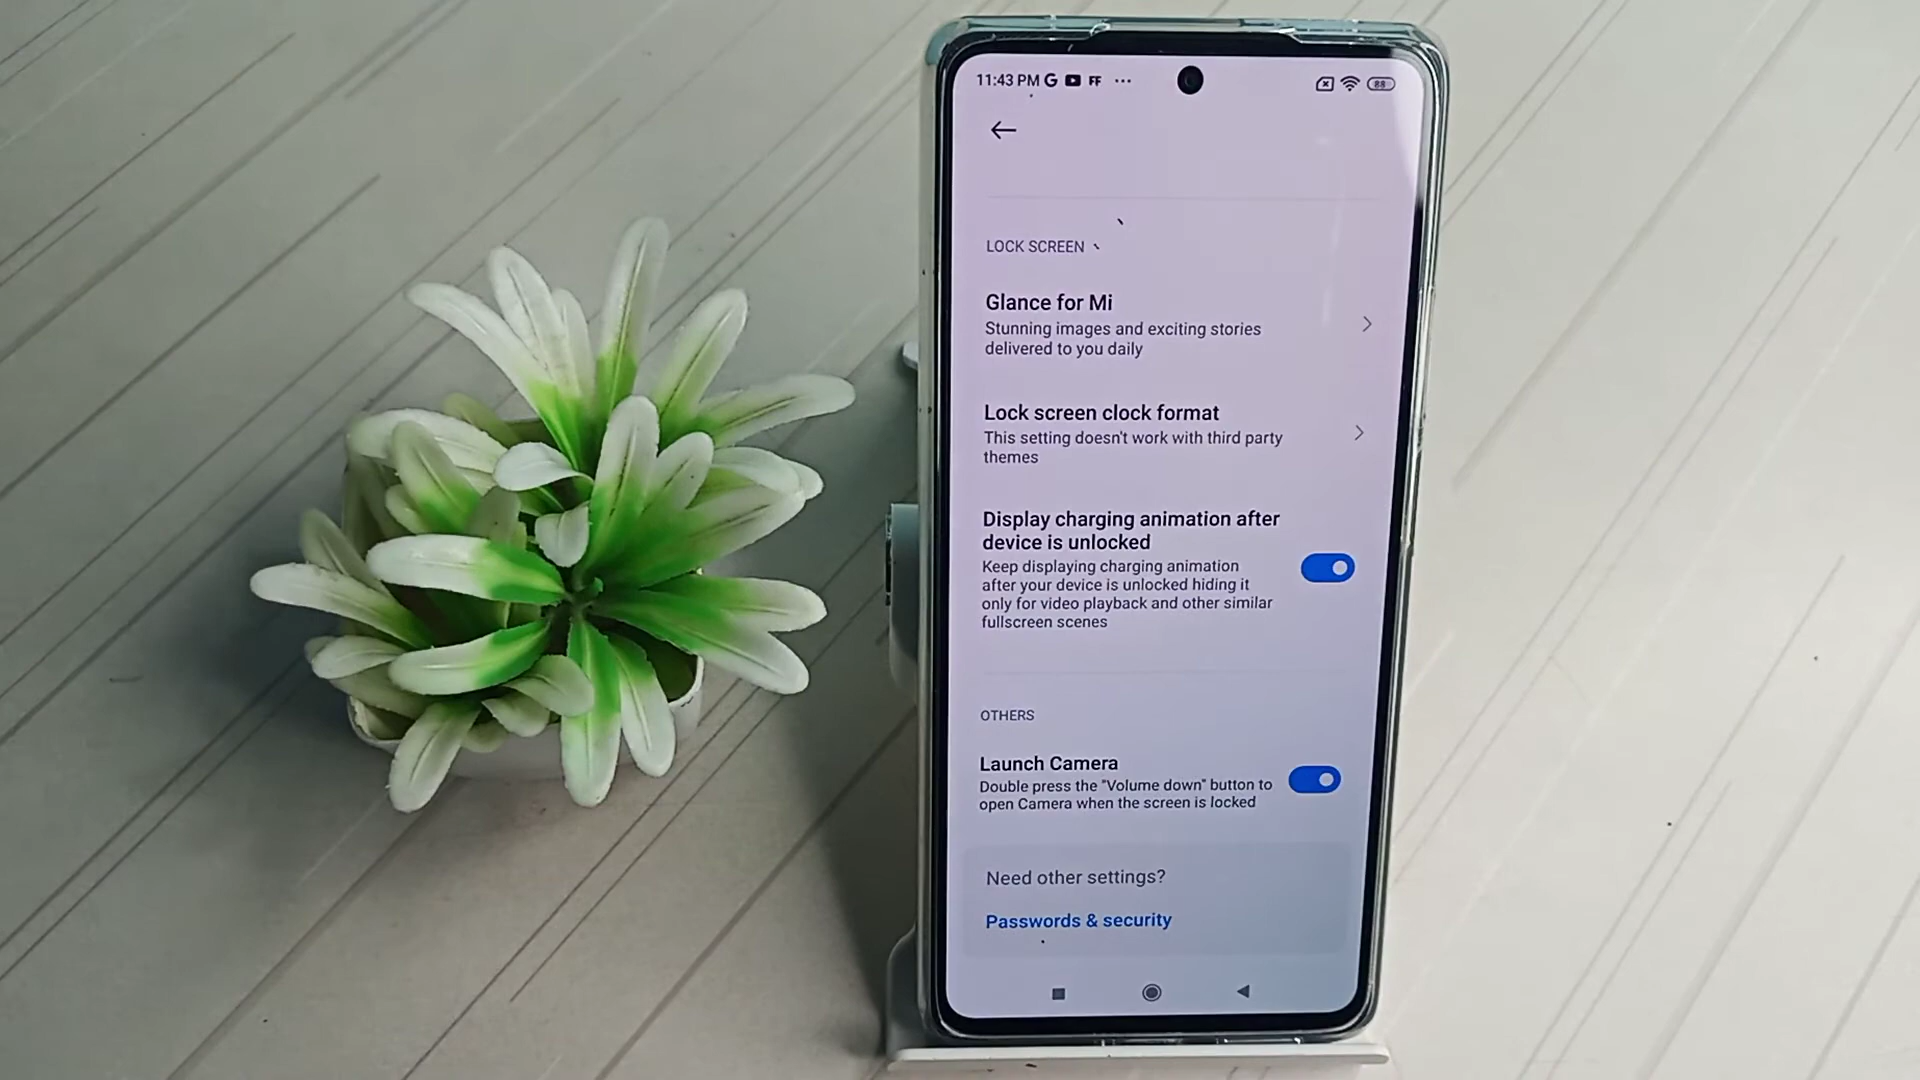 11:43 PM G FF ... 88
LOCK SCREEN
Glance for Mi
Stunning images and exciting stories
delivered to you daily
Lock screen clock format
This setting doesn't work with third party
themes
Display charging animation after
device is unlocked
Keep displaying charging animation
after your device is unlocked hiding it
only for video playback and other similar
fullscreen scenes
OTHERS
Launch Camera
Double press the "Volume down" button to
open Camera when the screen is locked
Need other settings?
Passwords & security